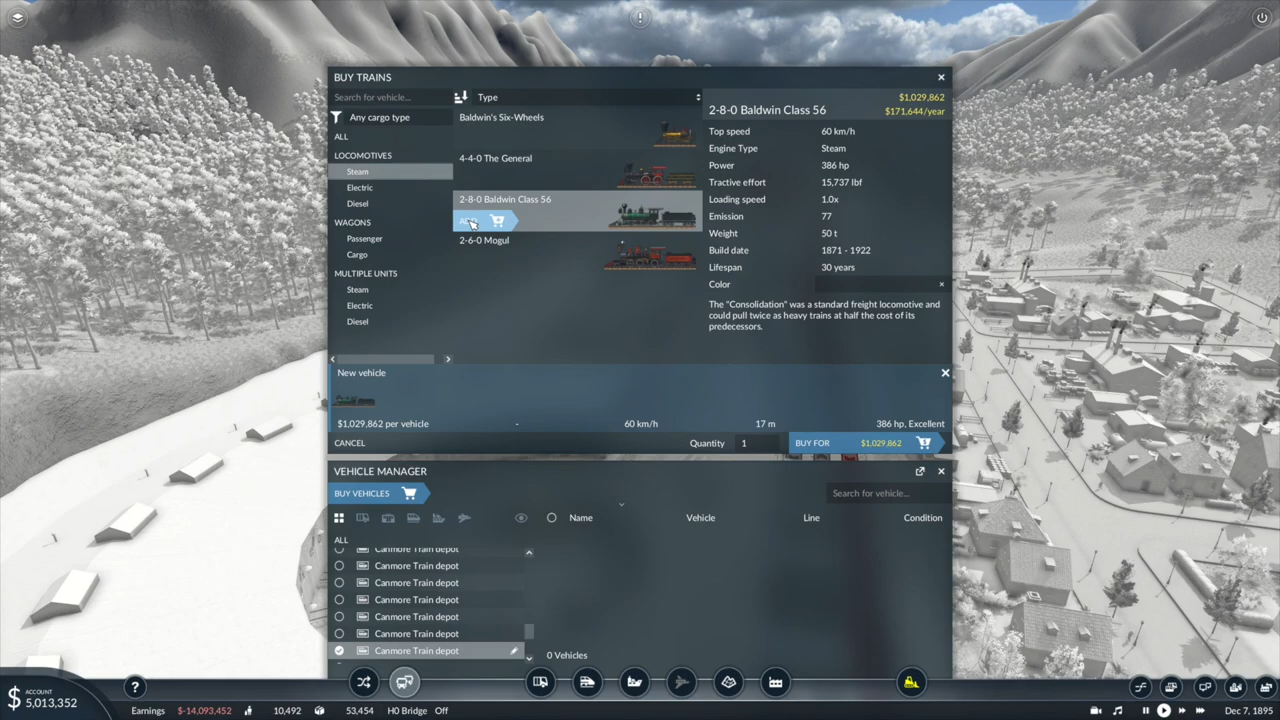 BUY TRAINS
Search for vehicle...
Type
Any cargo type
ALL
LOCOMOTIVES
Steam
Electric
Diesel
WAGONS
Passenger
Cargo
MULTIPLE UNITS
Steam
Electric
Diesel
Baldwin's Six-Wheels
4-4-0 The General
2-8-0 Baldwin Class 56
2-6-0 Mogul
2-8-0 Baldwin Class 56
$1,029,862
$171,644/year
Top speed 60 km/h
Engine Type Steam
Power 386 hp
Tractive effort 15,737 lbf
Loading speed 1.0x
Emission 77
Weight 50 t
Build date 1871 - 1922
Lifespan 30 years
Color
The "Consolidation" was a standard freight locomotive and
could pull twice as heavy trains at half the cost of its
predecessors.
New vehicle
$1,029,862 per vehicle - 60 km/h 17 m 386 hp, Excellent
CANCEL Quantity 1 BUY FOR $1,029,862
VEHICLE MANAGER
BUY VEHICLES
Search for vehicle...
Name Vehicle Line Condition
ALL
Canmore Train depot
Canmore Train depot
Canmore Train depot
Canmore Train depot
Canmore Train depot
Canmore Train depot
Canmore Train depot
0 Vehicles
ACCOUNT
$ 5,013,352
?
Earnings $-14,093,452 10,492 53,454 H0 Bridge Off
Dec 7, 1895